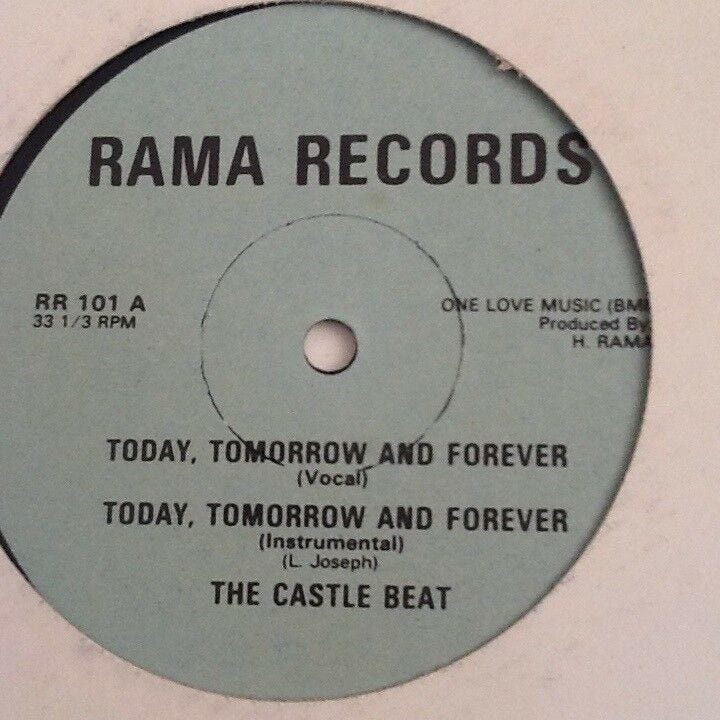 RAMA RECORDS
RR 101 A
33 1/3 RPM
ONE LOVE MUSIC (BMI
Produced By:
H. RAMA
TODAY, TOMORROW AND FOREVER
(Vocal)
TODAY, TOMORROW AND FOREVER
(Instrumental)
(L. Joseph)
THE CASTLE BEAT